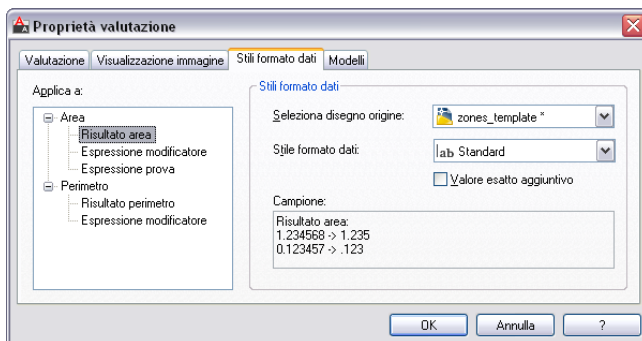 Proprietà valutazione
Valutazione Visualizzazione immagine Stili formato dati Modelli
Applica a:
Area
Risultato area
Espressione modificatore
Espressione prova
Perimetro
Risultato perimetro
Espressione modificatore
Stili formato dati
Seleziona disegno origine: zones_template *
Stile formato dati: ab Standard
Valore esatto aggiuntivo
Campione:
Risultato area:
1.234568 -> 1.235
0.123457 -> .123
OK Annulla ?